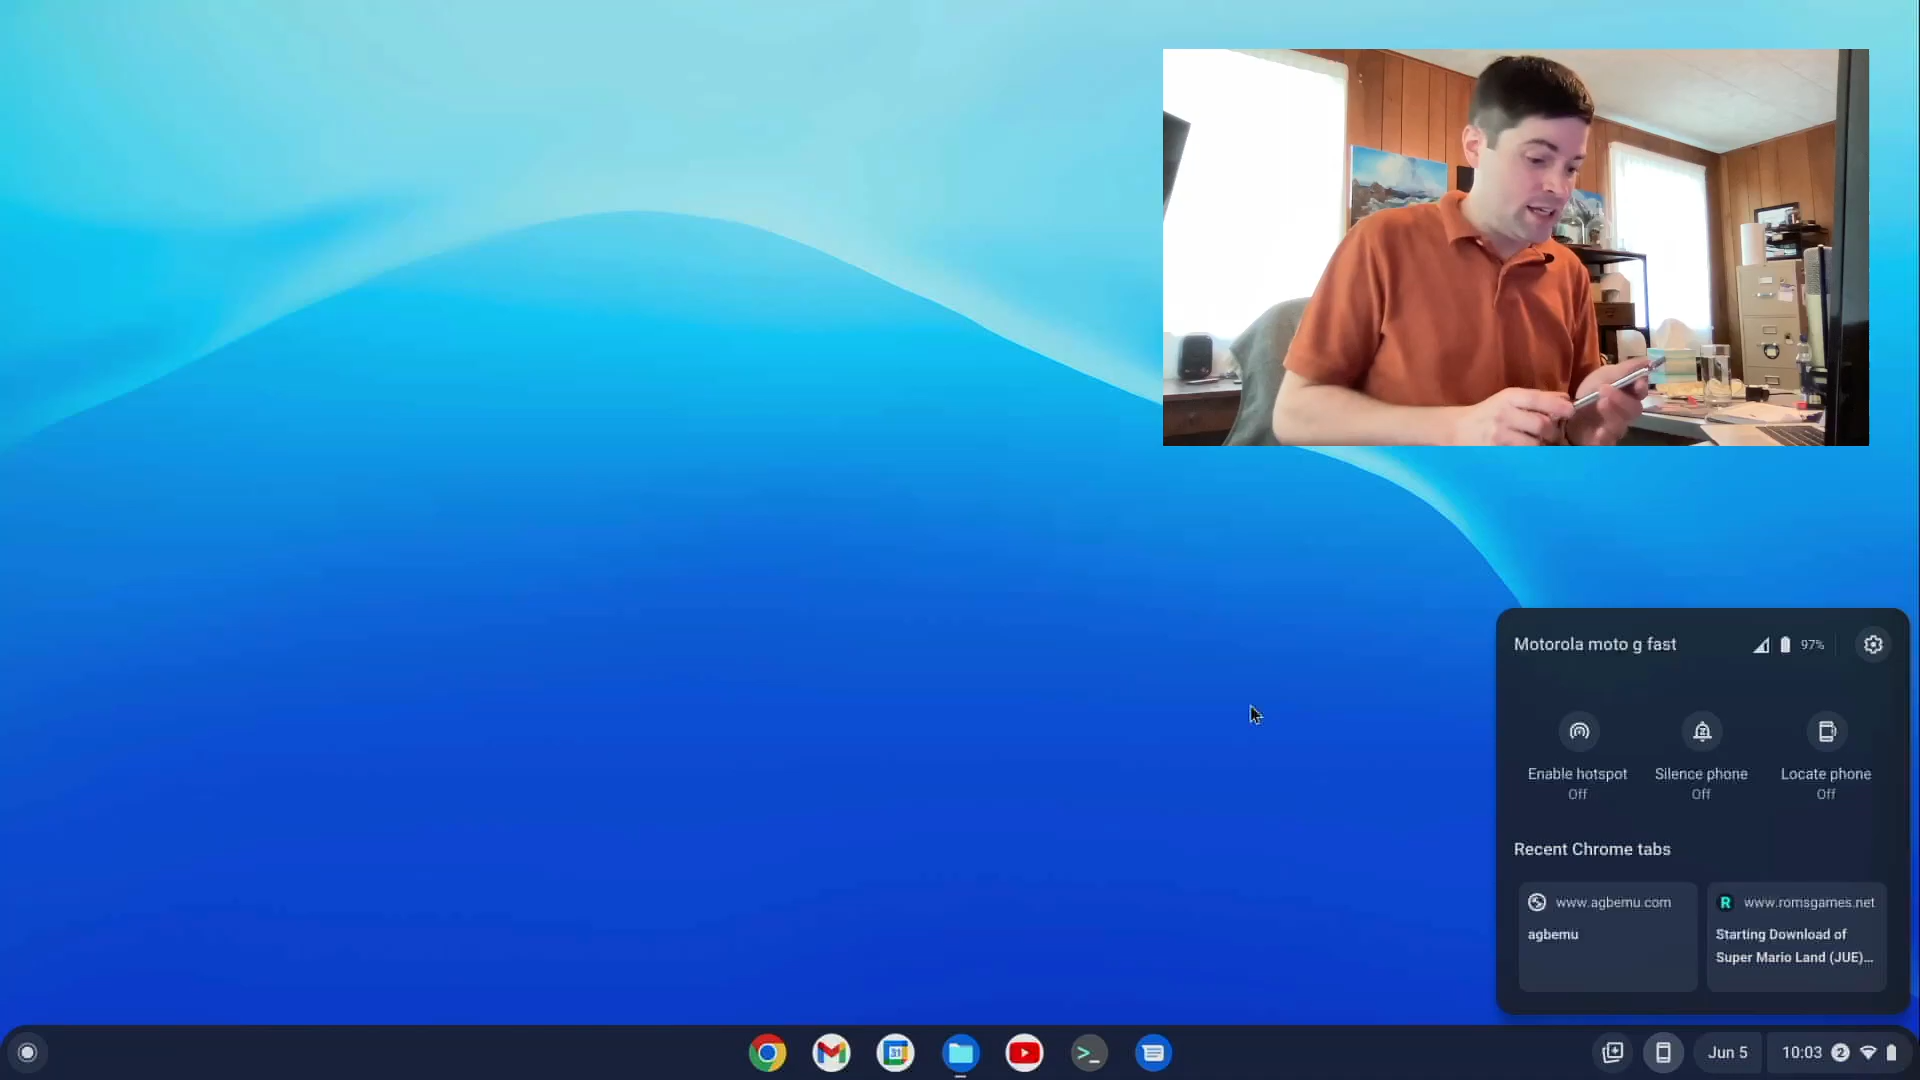 Motorola moto g fast
97%
Enable hotspot
Off
Silence phone
Off
Locate phone
Off
Recent Chrome tabs
www.agbemu.com
agbemu
R
www.romsgames.net
Starting Download of
Super Mario Land (JUE)...
31
>_
Jun 5
10:03
2